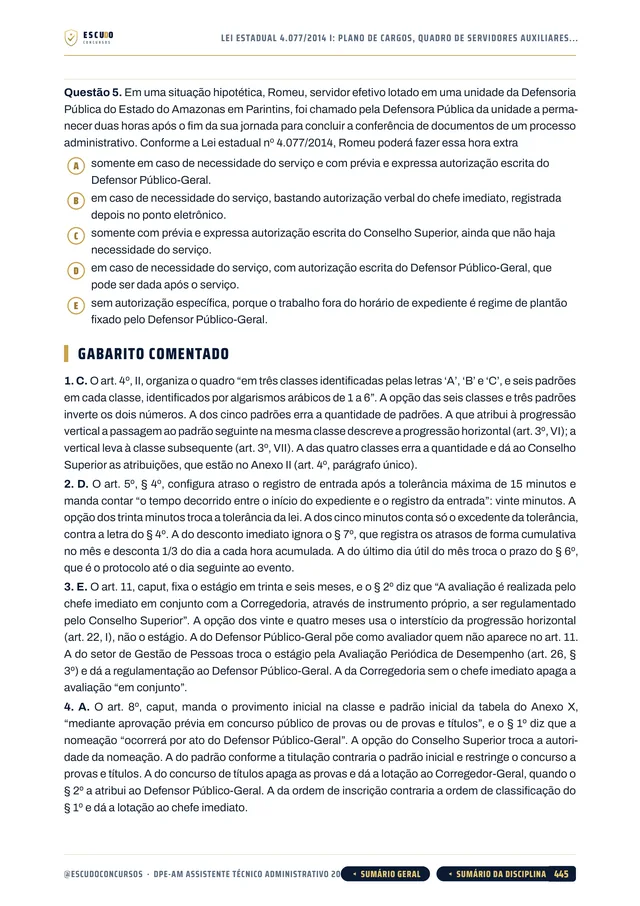 ESCUDO
CONCURSOS
LEI ESTADUAL 4.077/2014 I: PLANO DE CARGOS, QUADRO DE SERVIDORES AUXILIARES...
Questão 5. Em uma situação hipotética, Romeu, servidor efetivo lotado em uma unidade da Defensoria
Pública do Estado do Amazonas em Parintins, foi chamado pela Defensora Pública da unidade a perma-
necer duas horas após o fim da sua jornada para concluir a conferência de documentos de um processo
administrativo. Conforme a Lei estadual nº 4.077/2014, Romeu poderá fazer essa hora extra
A somente em caso de necessidade do serviço e com prévia e expressa autorização escrita do
Defensor Público-Geral.
B em caso de necessidade do serviço, bastando autorização verbal do chefe imediato, registrada
depois no ponto eletrônico.
C somente com prévia e expressa autorização escrita do Conselho Superior, ainda que não haja
necessidade do serviço.
D em caso de necessidade do serviço, com autorização escrita do Defensor Público-Geral, que
pode ser dada após o serviço.
E sem autorização específica, porque o trabalho fora do horário de expediente é regime de plantão
fixado pelo Defensor Público-Geral.
GABARITO COMENTADO
1. C. O art. 4º, II, organiza o quadro “em três classes identificadas pelas letras ‘A’, ‘B’ e ‘C’, e seis padrões
em cada classe, identificados por algarismos arábicos de 1 a 6”. A opção das seis classes e três padrões
inverte os dois números. A dos cinco padrões erra a quantidade de padrões. A que atribui à progressão
vertical a passagem ao padrão seguinte na mesma classe descreve a progressão horizontal (art. 3º, VI); a
vertical leva à classe subsequente (art. 3º, VII). A das quatro classes erra a quantidade e dá ao Conselho
Superior as atribuições, que estão no Anexo II (art. 4º, parágrafo único).
2. D. O art. 5º, § 4º, configura atraso o registro de entrada após a tolerância máxima de 15 minutos e
manda contar “o tempo decorrido entre o início do expediente e o registro da entrada”: vinte minutos. A
opção dos trinta minutos troca a tolerância da lei. A dos cinco minutos conta só o excedente da tolerância,
contra a letra do § 4º. A do desconto imediato ignora o § 7º, que registra os atrasos de forma cumulativa
no mês e desconta 1/3 do dia a cada hora acumulada. A do último dia útil do mês troca o prazo do § 6º,
que é o protocolo até o dia seguinte ao evento.
3. E. O art. 11, caput, fixa o estágio em trinta e seis meses, e o § 2º diz que “A avaliação é realizada pelo
chefe imediato em conjunto com a Corregedoria, através de instrumento próprio, a ser regulamentado
pelo Conselho Superior”. A opção dos vinte e quatro meses usa o interstício da progressão horizontal
(art. 22, I), não o estágio. A do Defensor Público-Geral põe como avaliador quem não aparece no art. 11.
A do setor de Gestão de Pessoas troca o estágio pela Avaliação Periódica de Desempenho (art. 26, §
3º) e dá a regulamentação ao Defensor Público-Geral. A da Corregedoria sem o chefe imediato apaga a
avaliação “em conjunto”.
4. A. O art. 8º, caput, manda o provimento inicial na classe e padrão inicial da tabela do Anexo X,
“mediante aprovação prévia em concurso público de provas ou de provas e títulos”, e o § 1º diz que a
nomeação “ocorrerá por ato do Defensor Público-Geral”. A opção do Conselho Superior troca a autori-
dade da nomeação. A do padrão conforme a titulação contraria o padrão inicial e restringe o concurso a
provas e títulos. A do concurso de títulos apaga as provas e dá a lotação ao Corregedor-Geral, quando o
§ 2º a atribui ao Defensor Público-Geral. A da ordem de inscrição contraria a ordem de classificação do
§ 1º e dá a lotação ao chefe imediato.
@ESCUDOCONCURSOS · DPE-AM ASSISTENTE TÉCNICO ADMINISTRATIVO 20
SUMÁRIO GERAL
SUMÁRIO DA DISCIPLINA
445